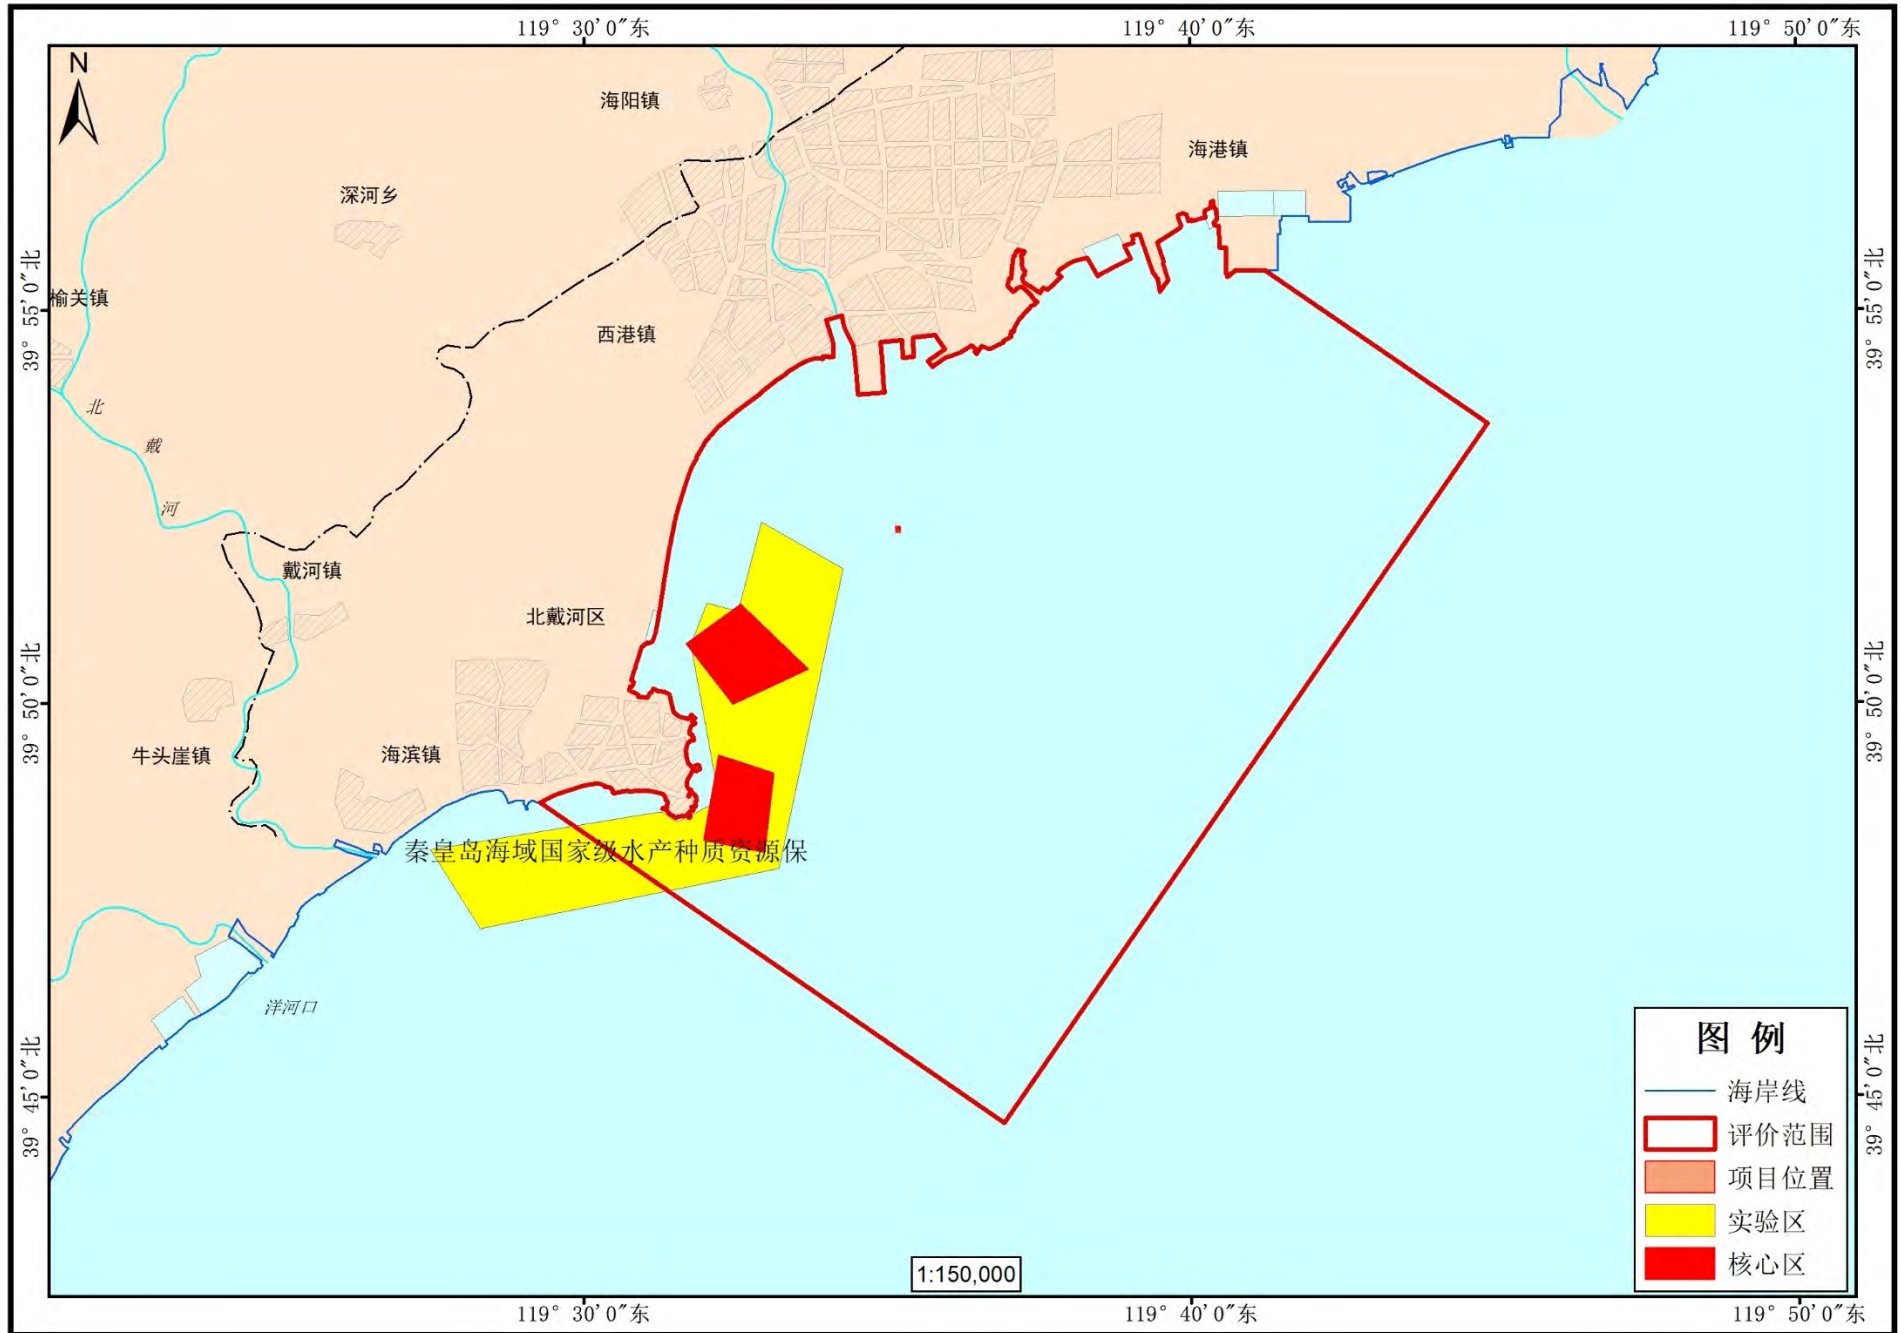 119° 30′0″东
119° 40′0″东
119° 50′0″东
N
海阳镇
海港镇
深河乡
39° 55′0″北
39° 55′0″北
榆关镇
西港镇
北
戴
河
戴河镇
北戴河区
39° 50′0″北
39° 50′0″北
牛头崖镇
海滨镇
秦皇岛海域国家级水产种质资源保
洋河口
39° 45′0″北
39° 45′0″北
图 例
海岸线
评价范围
项目位置
实验区
核心区
1:150,000
119° 30′0″东
119° 40′0″东
119° 50′0″东